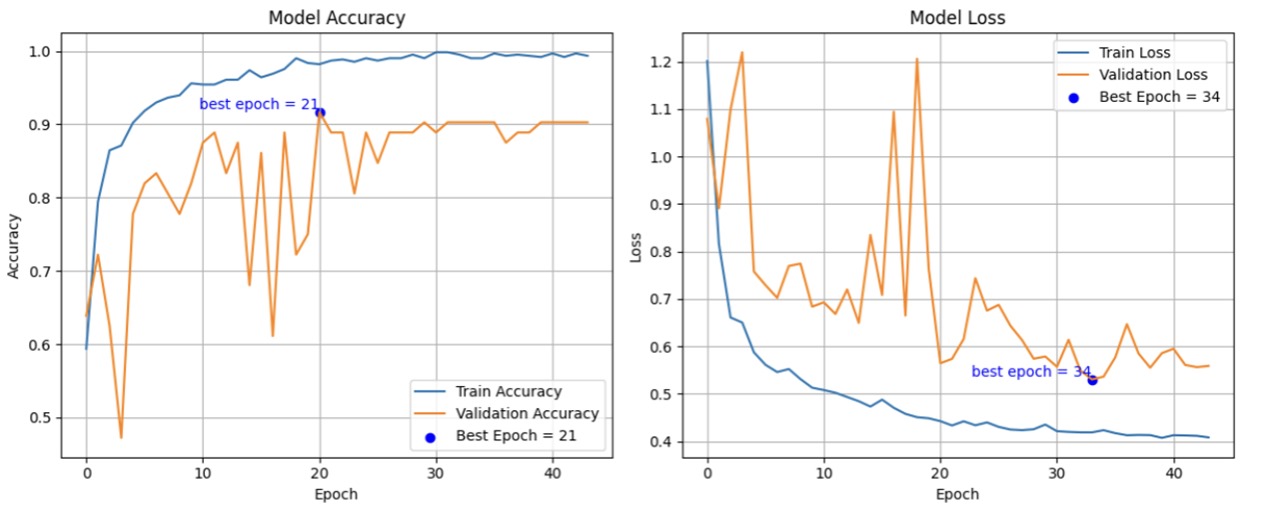 Model Accuracy
1.0
0.9
0.8
0.7
0.6
0.5
Accuracy
best epoch = 21
Train Accuracy
Validation Accuracy
Best Epoch = 21
0 10 20 30 40
Epoch
Model Loss
1.2
1.1
1.0
0.9
0.8
0.7
0.6
0.5
0.4
Loss
Train Loss
Validation Loss
Best Epoch = 34
best epoch = 34
0 10 20 30 40
Epoch